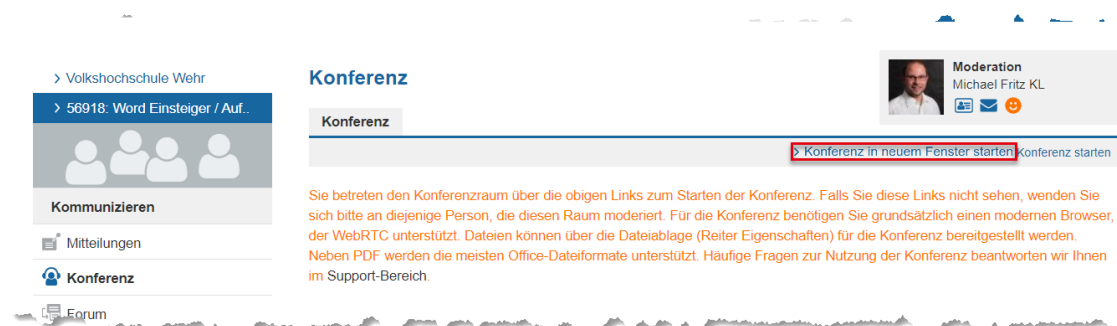 Volkshochschule Wehr
56918: Word Einsteiger / Auf..
Kommunizieren
Mitteilungen
Konferenz
Forum
Konferenz
Moderation
Michael Fritz KL
Konferenz
Konferenz in neuem Fenster starten Konferenz starten
Sie betreten den Konferenzraum über die obigen Links zum Starten der Konferenz. Falls Sie diese Links nicht sehen, wenden Sie
sich bitte an diejenige Person, die diesen Raum moderiert. Für die Konferenz benötigen Sie grundsätzlich einen modernen Browser,
der WebRTC unterstützt. Dateien können über die Dateiablage (Reiter Eigenschaften) für die Konferenz bereitgestellt werden.
Neben PDF werden die meisten Office-Dateiformate unterstützt. Häufige Fragen zur Nutzung der Konferenz beantworten wir Ihnen
im Support-Bereich.